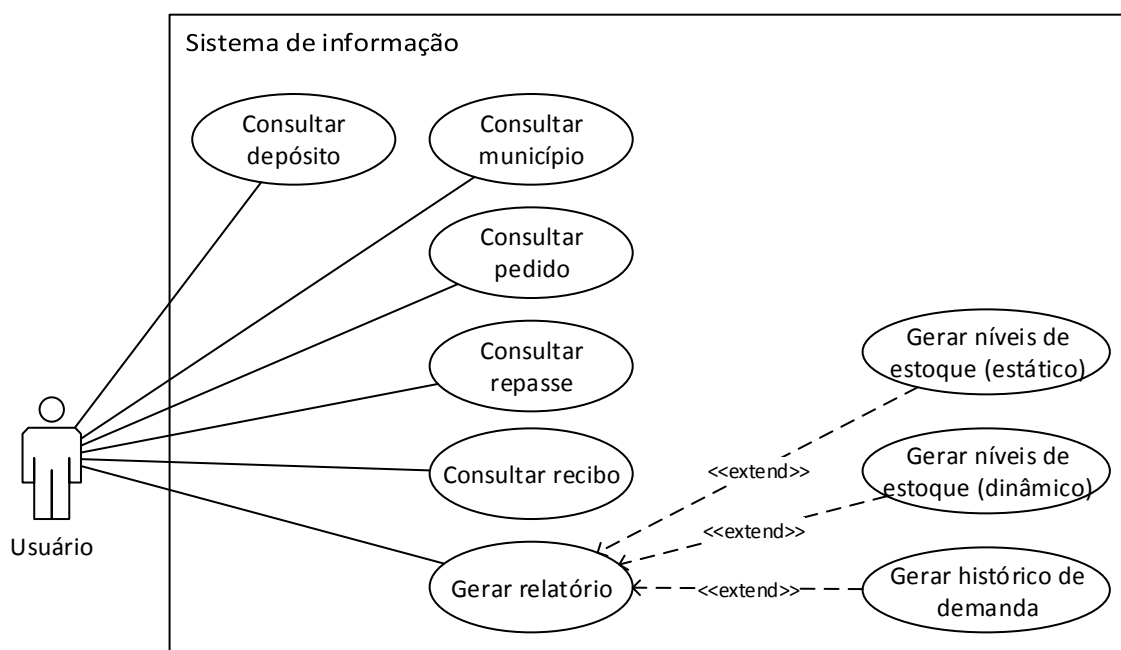 Sistema de informação
Consultar
depósito
Consultar
município
Consultar
pedido
Consultar
repasse
Consultar recibo
Gerar relatório
Usuário
Gerar níveis de
estoque (estático)
Gerar níveis de
estoque (dinâmico)
Gerar histórico de
demanda
<<extend>>
<<extend>>
<<extend>>